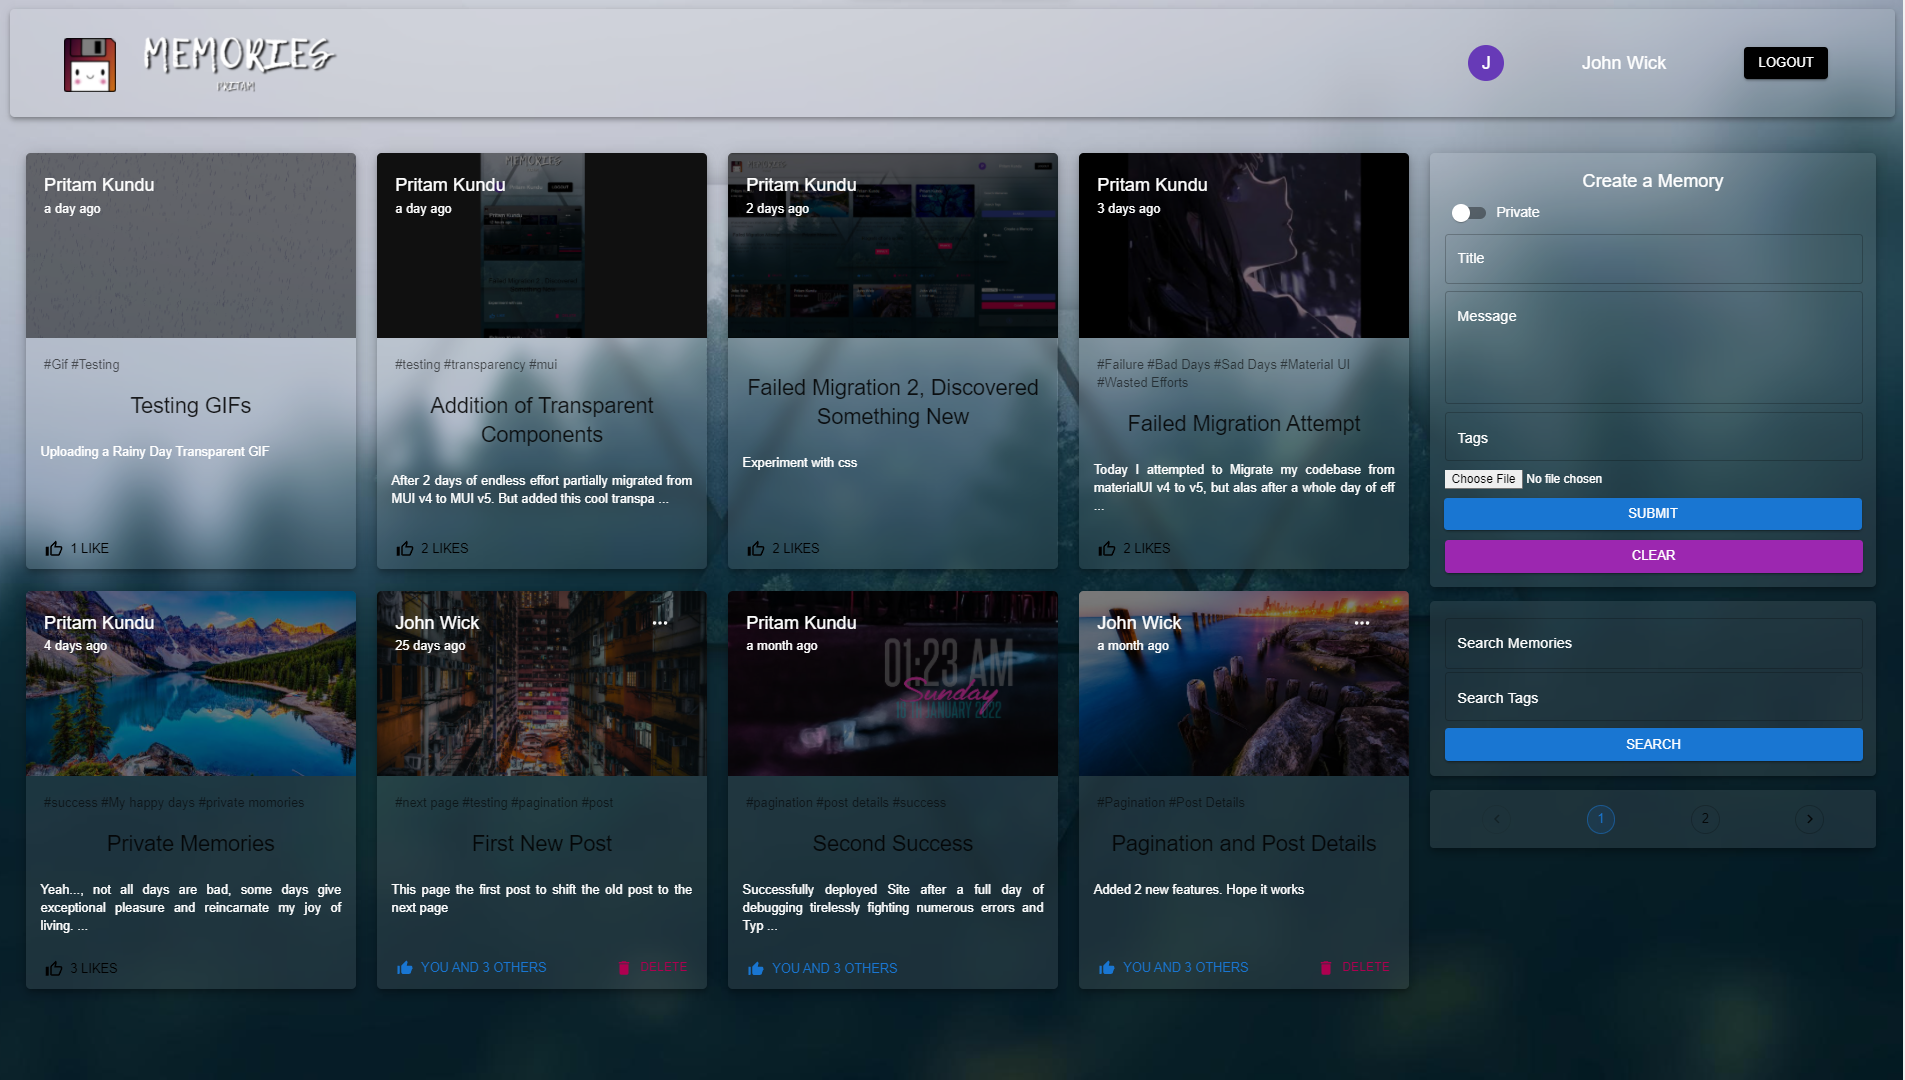 MEMORIES
PRITAM
J
John Wick
LOGOUT
Pritam Kundu
a day ago
#Gif #Testing
Testing GIFs
Uploading a Rainy Day Transparent GIF
1 LIKE
MEMORIES
LOGOUT
Pritam Kundu
Pritam Kundu
a day ago
#testing #transparency #mui
Addition of Transparent
Components
After 2 days of endless effort partially migrated from
MUI v4 to MUI v5. But added this cool transpa ...
2 LIKES
Pritam Kundu
2 days ago
Failed Migration 2, Discovered
Something New
Experiment with css
2 LIKES
Pritam Kundu
3 days ago
#Failure #Bad Days #Sad Days #Material UI
#Wasted Efforts
Failed Migration Attempt
Today I attempted to Migrate my codebase from
materialUI v4 to v5, but alas after a whole day of eff
...
2 LIKES
Pritam Kundu
4 days ago
#success #My happy days #private momories
Private Memories
Yeah..., not all days are bad, some days give
exceptional pleasure and reincarnate my joy of
living. ...
3 LIKES
John Wick
25 days ago
#next page #testing #pagination #post
First New Post
This page the first post to shift the old post to the
next page
YOU AND 3 OTHERS
DELETE
Pritam Kundu
a month ago
01:23 AM
Sunday
16 JANUARY 2022
#pagination #post details #success
Second Success
Successfully deployed Site after a full day of
debugging tirelessly fighting numerous errors and
Typ ...
YOU AND 3 OTHERS
John Wick
a month ago
#Pagination #Post Details
Pagination and Post Details
Added 2 new features. Hope it works
YOU AND 3 OTHERS
DELETE
Create a Memory
Private
Title
Message
Tags
Choose File No file chosen
SUBMIT
CLEAR
Search Memories
Search Tags
SEARCH
1
2